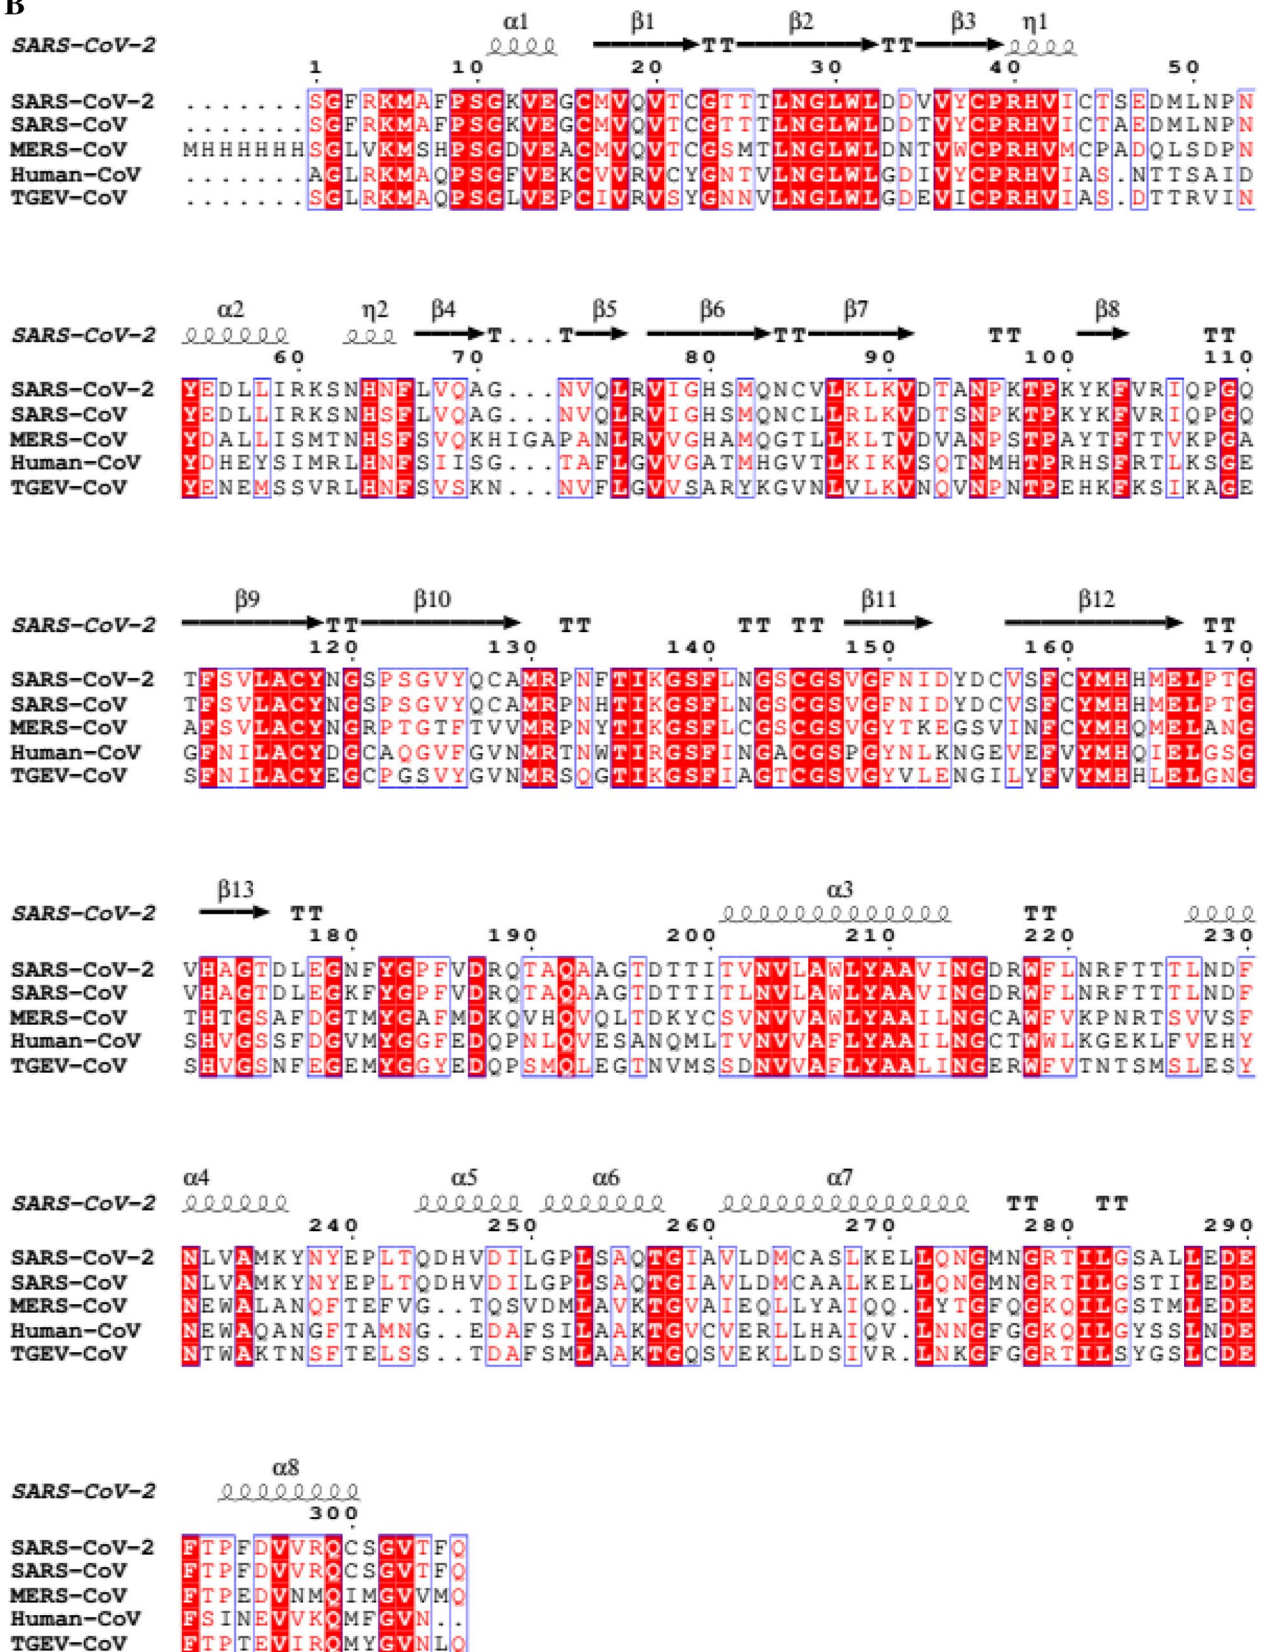 B
α1 β1 β2 β3 η1
SARS-CoV-2 TT TT
1 10 20 30 40 50
SARS-CoV-2 .......SGFRKMAFPSGKVEGCMVQVTCGTTTLNGLWLDDVVYCPRHVICTSEDMLNPN
SARS-CoV .......SGFRKMAFPSGKVEGCMVQVTCGTTTLNGLWLDDTVYCPRHVICTAEDMLNPN
MERS-CoV MHHHHHHSGLVKMSHPSGDVEACMVQVTCGSMTLNGLWLDNTVWCPRHVMCPADQLSDPN
Human-CoV .......AGLRKMAQPSGFVEKCVVRVCYGNTVLNGLWLGDIVYCPRHVIAS.NTTSAID
TGEV-CoV .......SGLRKMAQPSGLVEPCIVRVSYGNNVLNGLWLGDEVICPRHVIAS.DTTRVIN
α2 η2 β4 β5 β6 β7 β8
SARS-CoV-2 T...T TT TT TT
60 70 80 90 100 110
SARS-CoV-2 YEDLLIRKSNHNFLVQAG...NVQLRVIGHSMQNCVLKLKVDTANPKTPKYKFVRIQPGQ
SARS-CoV YEDLLIRKSNHSFLVQAG...NVQLRVIGHSMQNCLLRLKVDTSNPKTPKYKFVRIQPGQ
MERS-CoV YDALLISMTNHSFSVQKHIGAPANLRVVGHAMQGTLLKLTVDVANPSTPAYTFTTVKPGA
Human-CoV YDHEYSIMRLHNFSIISG...TAFLGVVGATMHGVTLKIKVSQTNMHTPRHSFRTLKSGE
TGEV-CoV YENEMSSVRLHNFSVSKN...NVFLGVVSARYKGVNLVLKVNQVNPNTPEHKFKSIKAGE
β9 β10 β11 β12
SARS-CoV-2 TT TT TT TT TT
120 130 140 150 160 170
SARS-CoV-2 TFSVLACYNGSPSGVYQCAMRPNFTIKGSFLNGSCGSVGFNIDYDCVSFCYMHHMELPTG
SARS-CoV TFSVLACYNGSPSGVYQCAMRPNHTIKGSFLNGSCGSVGFNIDYDCVSFCYMHHMELPTG
MERS-CoV AFSVLACYNGRPTGTFTVVMRPNYTIKGSFLCGSCGSVGYTKEGSVINFCYMHQMELANG
Human-CoV GFNILACYDGCAQGVFGVNMRTNWTIRGSFINGACGSPGYNLKNGEVEFVYMHQIELGSG
TGEV-CoV SFNILACYEGCPGSVYGVNMRSQGTIKGSFIAGTCGSVGYVLENGILYFVYMHHLELGNG
β13 α3
SARS-CoV-2 TT TT
180 190 200 210 220 230
SARS-CoV-2 VHAGTDLEGNFYGPFVDRQTAQAAGTDTTITVNVLAWLYAAVINGDRWFLNRFTTTLNDF
SARS-CoV VHAGTDLEGKFYGPFVDRQTAQAAGTDTTITLNVLAWLYAAVINGDRWFLNRFTTTLNDF
MERS-CoV THTGSAFDGTMYGAFMDKQVHQVQLTDKYCSVNVVAWLYAAILNGCAWFVKPNRTSVVSF
Human-CoV SHVGSSFDGVMYGGFEDQPNLQVESANQMLTVNVVAFLYAAILNGCTWWLKGEKLFVEHY
TGEV-CoV SHVGSNFEGEMYGGYEDQPSMQLEGTNVMSSDNVVAFLYAALINGERWFVTNTSMSLESY
α4 α5 α6 α7
SARS-CoV-2 TT TT
240 250 260 270 280 290
SARS-CoV-2 NLVAMKYNYEPLTQDHVDILGPLSAQTGIAVLDMCASLKELLQNGMNGRTILGSALLEDE
SARS-CoV NLVAMKYNYEPLTQDHVDILGPLSAQTGIAVLDMCAALKELLQNGMNGRTILGSTILEDE
MERS-CoV NEWALANQFTEFVG..TQSVDMLAVKTGVAIEQLLYAIQQ.LYTGFQGKQILGSTMLEDE
Human-CoV NEWAQANGFTAMNG..EDAFSILAAKTGVCVERLLHAIQV.LNNGFGGKQILGYSSLNDE
TGEV-CoV NTWAKTNSFTELSS..TDAFSMLAAKTGQSVEKLLDSIVR.LNKGFGGRTILSYGSLCDE
α8
SARS-CoV-2
300
SARS-CoV-2 FTPFDVVRQCSGVTFQ
SARS-CoV FTPFDVVRQCSGVTFQ
MERS-CoV FTPEDVNMQIMGVVMQ
Human-CoV FSINEVVKQMFGVN..
TGEV-CoV FTPTEVIRQMYGVNLQ